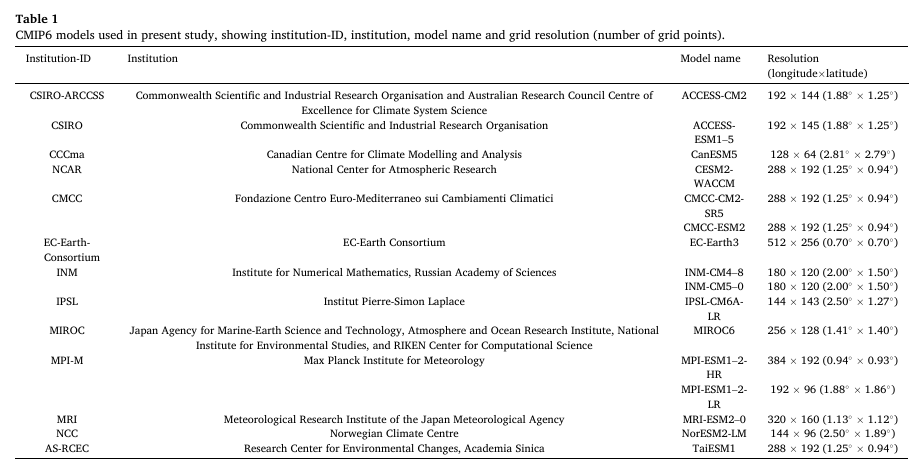 Table 1
CMIP6 models used in present study, showing institution-ID, institution, model name and grid resolution (number of grid points).
Institution-ID Institution Model name Resolution
(longitude×latitude)
CSIRO-ARCCSS Commonwealth Scientific and Industrial Research Organisation and Australian Research Council Centre of ACCESS-CM2 192 × 144 (1.88° × 1.25°)
Excellence for Climate System Science
CSIRO Commonwealth Scientific and Industrial Research Organisation ACCESS- 192 × 145 (1.88° × 1.25°)
ESM1–5
CCCma Canadian Centre for Climate Modelling and Analysis CanESM5 128 × 64 (2.81° × 2.79°)
NCAR National Center for Atmospheric Research CESM2- 288 × 192 (1.25° × 0.94°)
WACCM
CMCC Fondazione Centro Euro-Mediterraneo sui Cambiamenti Climatici CMCC-CM2- 288 × 192 (1.25° × 0.94°)
SR5
CMCC-ESM2 288 × 192 (1.25° × 0.94°)
EC-Earth- EC-Earth Consortium EC-Earth3 512 × 256 (0.70° × 0.70°)
Consortium
INM Institute for Numerical Mathematics, Russian Academy of Sciences INM-CM4–8 180 × 120 (2.00° × 1.50°)
INM-CM5–0 180 × 120 (2.00° × 1.50°)
IPSL Institut Pierre-Simon Laplace IPSL-CM6A- 144 × 143 (2.50° × 1.27°)
LR
MIROC Japan Agency for Marine-Earth Science and Technology, Atmosphere and Ocean Research Institute, National MIROC6 256 × 128 (1.41° × 1.40°)
Institute for Environmental Studies, and RIKEN Center for Computational Science
MPI-M Max Planck Institute for Meteorology MPI-ESM1–2- 384 × 192 (0.94° × 0.93°)
HR
MPI-ESM1–2- 192 × 96 (1.88° × 1.86°)
LR
MRI Meteorological Research Institute of the Japan Meteorological Agency MRI-ESM2–0 320 × 160 (1.13° × 1.12°)
NCC Norwegian Climate Centre NorESM2-LM 144 × 96 (2.50° × 1.89°)
AS-RCEC Research Center for Environmental Changes, Academia Sinica TaiESM1 288 × 192 (1.25° × 0.94°)